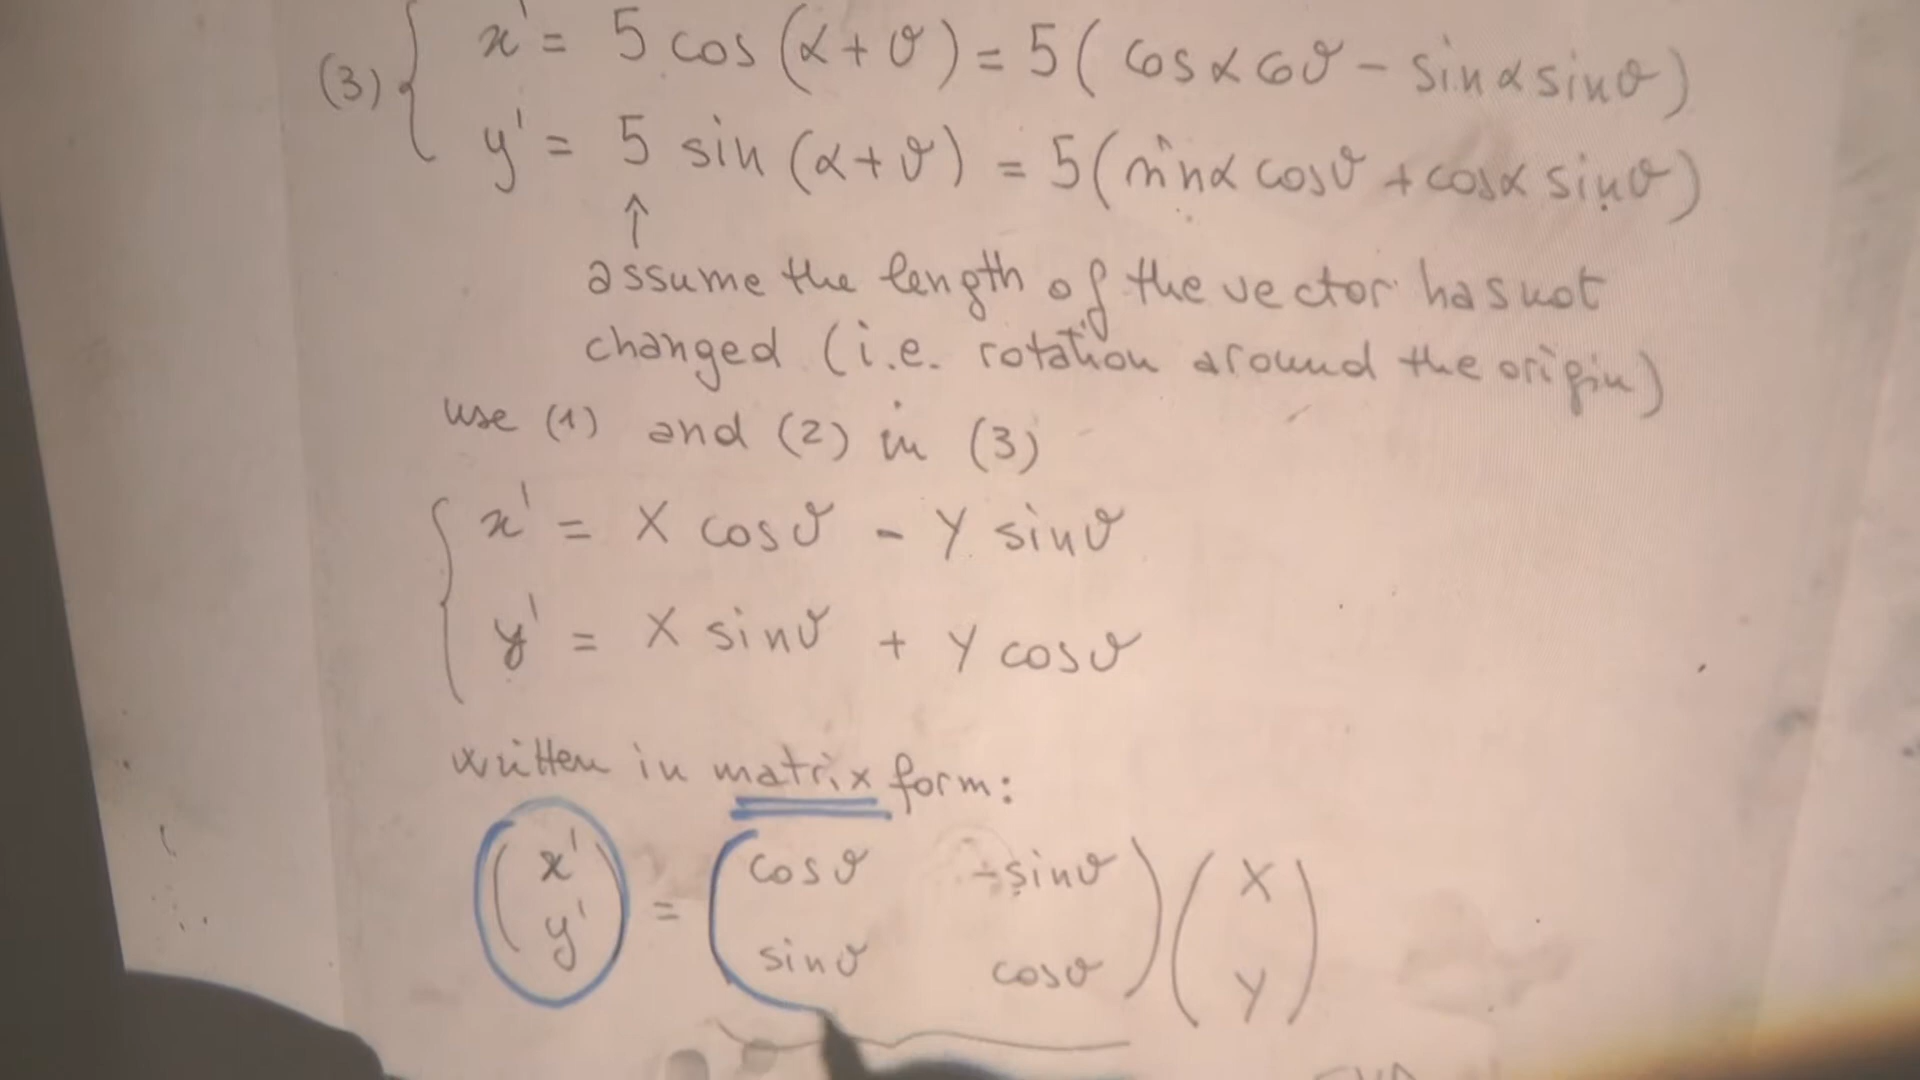 (3) { x' = 5 cos (α + ϑ) = 5 ( cos α cos ϑ - sin α sin ϑ )
y' = 5 sin (α + ϑ) = 5 ( sin α cos ϑ + cos α sin ϑ )
↑
assume the length of the vector has not
changed (i.e. rotation around the origin)
use (1) and (2) in (3)
{ x' = X cos ϑ - Y sin ϑ
y' = X sin ϑ + Y cos ϑ
written in matrix form:
( x' ) = ( cos ϑ - sin ϑ ) ( X )
( y' ) ( sin ϑ cos ϑ ) ( Y )